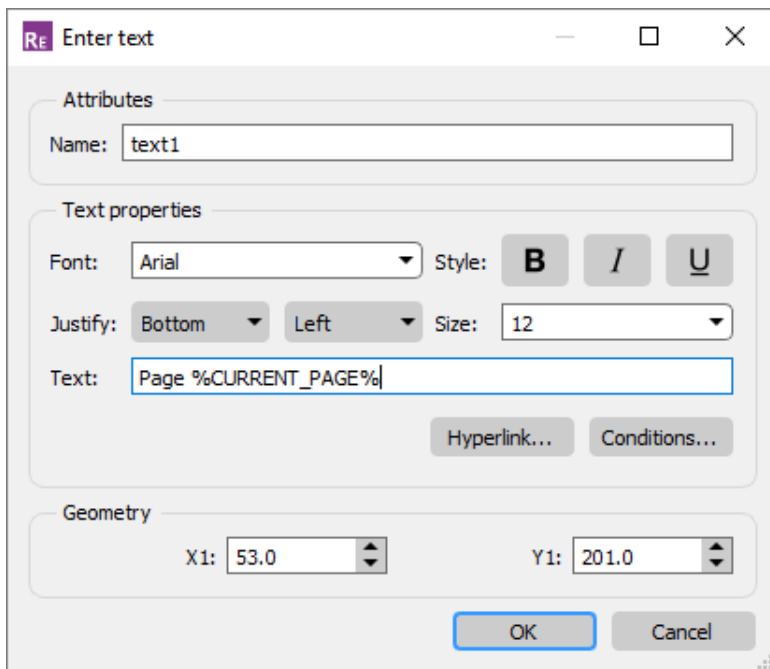 RE Enter text
Attributes
Name: text1
Text properties
Font: Arial Style: B I U
Justify: Bottom Left Size: 12
Text: Page %CURRENT_PAGE%
Hyperlink... Conditions...
Geometry
X1: 53.0 Y1: 201.0
OK Cancel